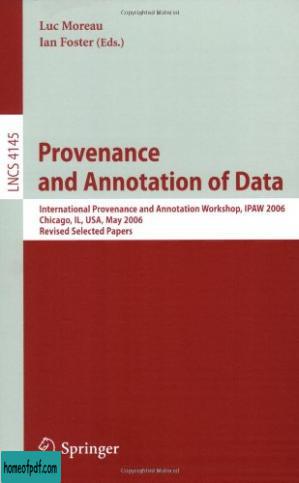 Luc Moreau
Ian Foster (Eds.)
LNCS 4145
Provenance
and Annotation of Data
International Provenance and Annotation Workshop, IPAW 2006
Chicago, IL, USA, May 2006
Revised Selected Papers
Springer
homeofpdf.com